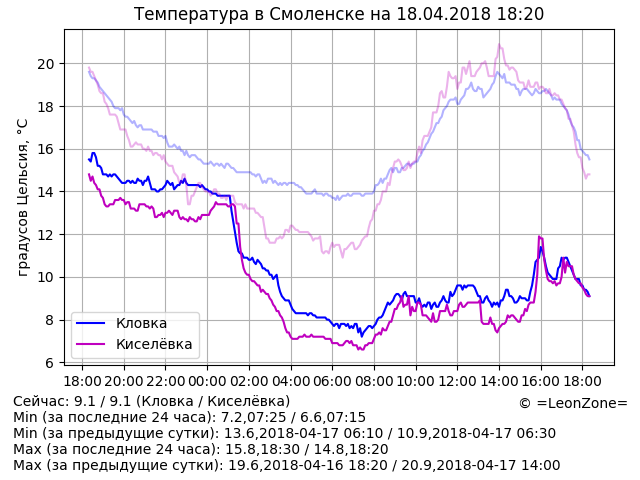 Температура в Смоленске на 18.04.2018 18:20
градусов Цельсия, °C
20
18
16
14
12
10
8
6
Кловка
Киселёвка
18:00 20:00 22:00 00:00 02:00 04:00 06:00 08:00 10:00 12:00 14:00 16:00 18:00
Сейчас: 9.1 / 9.1 (Кловка / Киселёвка)
© =LeonZone=
Min (за последние 24 часа): 7.2,07:25 / 6.6,07:15
Min (за предыдущие сутки): 13.6,2018-04-17 06:10 / 10.9,2018-04-17 06:30
Max (за последние 24 часа): 15.8,18:30 / 14.8,18:20
Max (за предыдущие сутки): 19.6,2018-04-16 18:20 / 20.9,2018-04-17 14:00